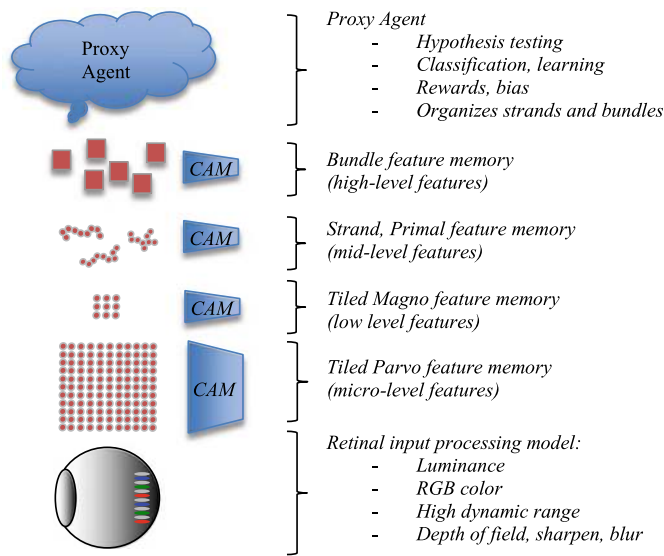 Proxy
Agent
Proxy Agent
- Hypothesis testing
- Classification, learning
- Rewards, bias
- Organizes strands and bundles
CAM
Bundle feature memory
(high-level features)
CAM
Strand, Primal feature memory
(mid-level features)
CAM
Tiled Magno feature memory
(low level features)
CAM
Tiled Parvo feature memory
(micro-level features)
Retinal input processing model:
- Luminance
- RGB color
- High dynamic range
- Depth of field, sharpen, blur